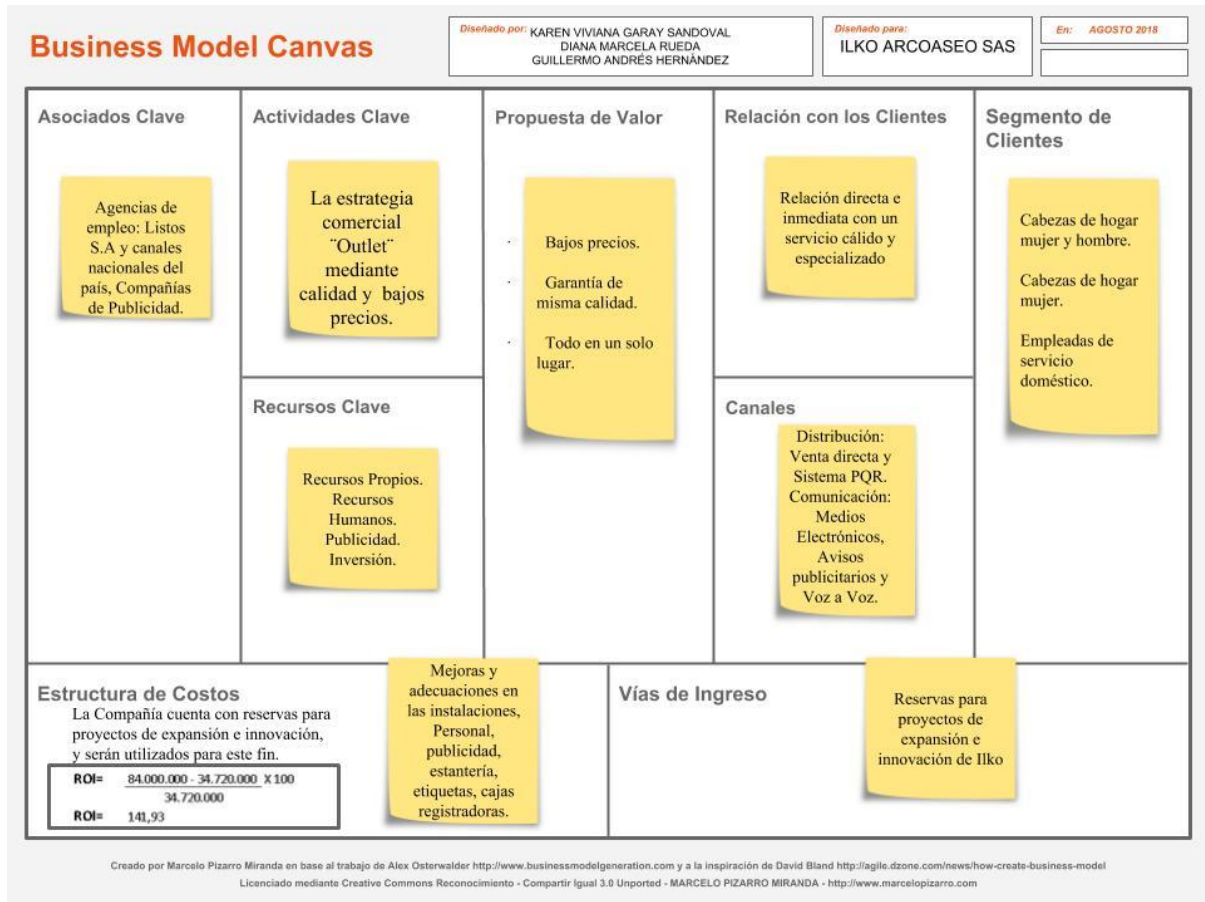 Business Model Canvas
Diseñado por: KAREN VIVIANA GARAY SANDOVAL
DIANA MARCELA RUEDA
GUILLERMO ANDRÉS HERNÁNDEZ
Diseñado para:
ILKO ARCOASEO SAS
En: AGOSTO 2018
Asociados Clave
Agencias de
empleo: Listos
S.A y canales
nacionales del
país, Compañías
de Publicidad.
Actividades Clave
La estrategia
comercial
¨Outlet¨
mediante
calidad y bajos
precios.
Recursos Clave
Recursos Propios.
Recursos
Humanos.
Publicidad.
Inversión.
Propuesta de Valor
· Bajos precios.
· Garantía de
misma calidad.
· Todo en un solo
lugar.
Relación con los Clientes
Relación directa e
inmediata con un
servicio cálido y
especializado
Canales
Distribución:
Venta directa y
Sistema PQR.
Comunicación:
Medios
Electrónicos,
Avisos
publicitarios y
Voz a Voz.
Segmento de
Clientes
Cabezas de hogar
mujer y hombre.
Cabezas de hogar
mujer.
Empleadas de
servicio
doméstico.
Estructura de Costos
La Compañía cuenta con reservas para
proyectos de expansión e innovación,
y serán utilizados para este fin.
ROI= 84.000.000 - 34.720.000 X 100
34.720.000
ROI= 141,93
Mejoras y
adecuaciones en
las instalaciones,
Personal,
publicidad,
estantería,
etiquetas, cajas
registradoras.
Vías de Ingreso
Reservas para
proyectos de
expansión e
innovación de Ilko
Creado por Marcelo Pizarro Miranda en base al trabajo de Alex Osterwalder http://www.businessmodelgeneration.com y a la inspiración de David Bland http://agile.dzone.com/news/how-create-business-model
Licenciado mediante Creative Commons Reconocimiento - Compartir Igual 3.0 Unported - MARCELO PIZARRO MIRANDA - http://www.marcelopizarro.com